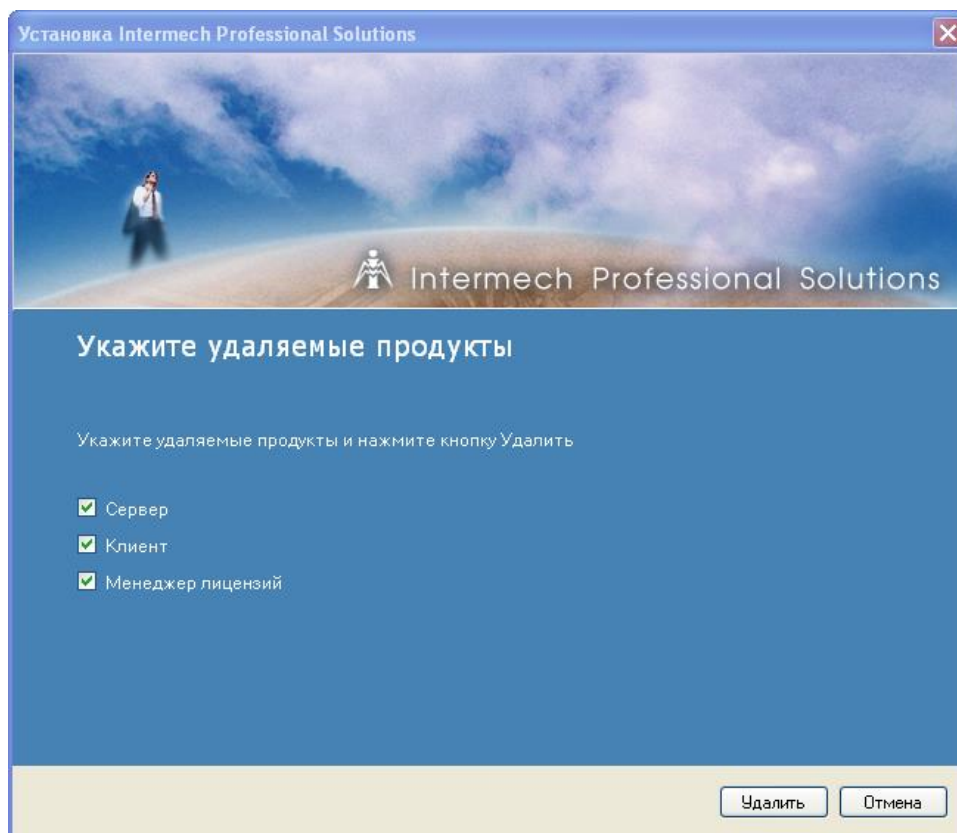 Установка Intermech Professional Solutions
Intermech Professional Solutions
Укажите удаляемые продукты
Укажите удаляемые продукты и нажмите кнопку Удалить
Сервер
Клиент
Менеджер лицензий
Удалить
Отмена